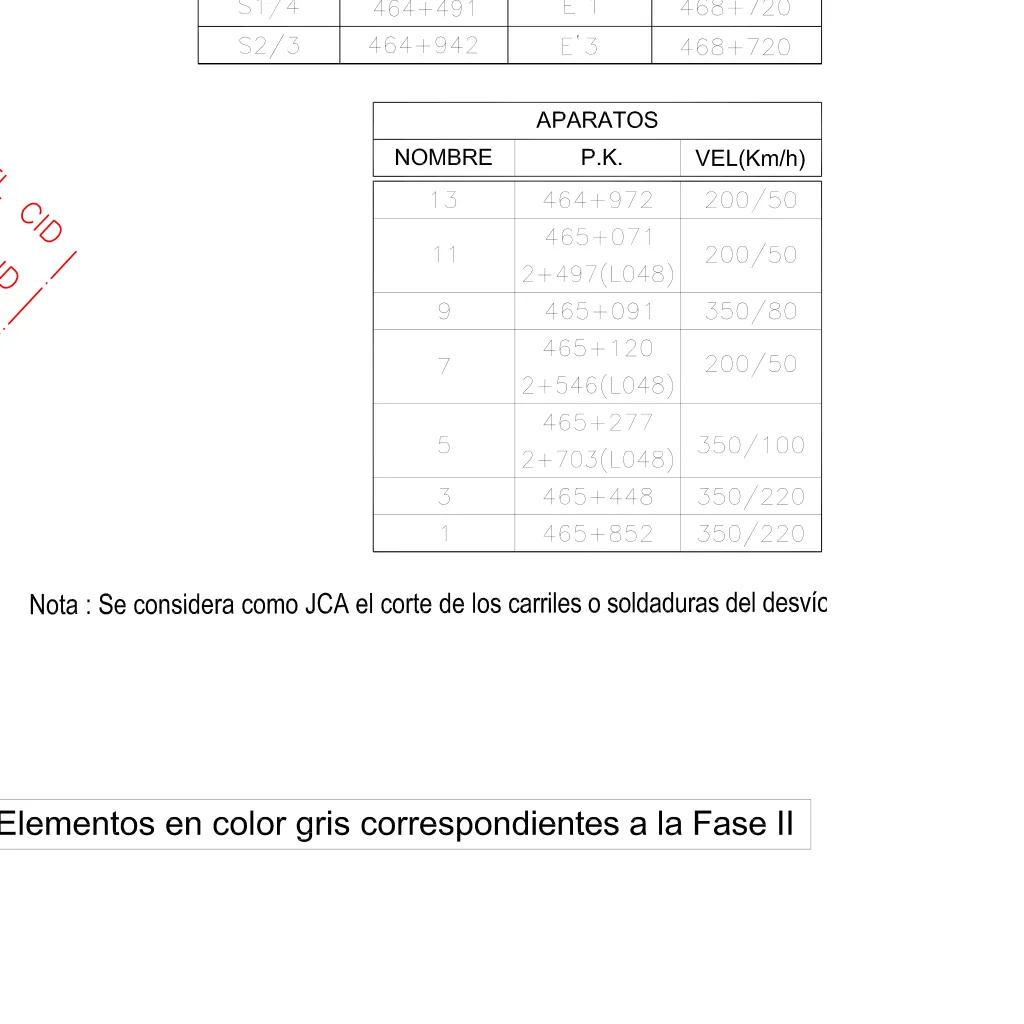 S1/4 464+491 E'1 468+720
S2/3 464+942 E'3 468+720
APARATOS
NOMBRE P.K. VEL(Km/h)
13 464+972 200/50
11 465+071 200/50
2+497(L048)
9 465+091 350/80
7 465+120 200/50
2+546(L048)
5 465+277 350/100
2+703(L048)
3 465+448 350/220
1 465+852 350/220
CID
Nota : Se considera como JCA el corte de los carriles o soldaduras del
Elementos en color gris correspondientes a la Fase II